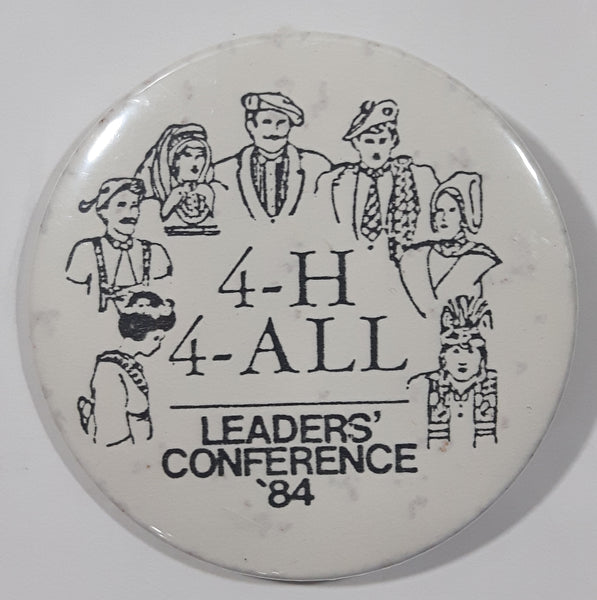 4-H
4-ALL
LEADERS'
CONFERENCE
'84